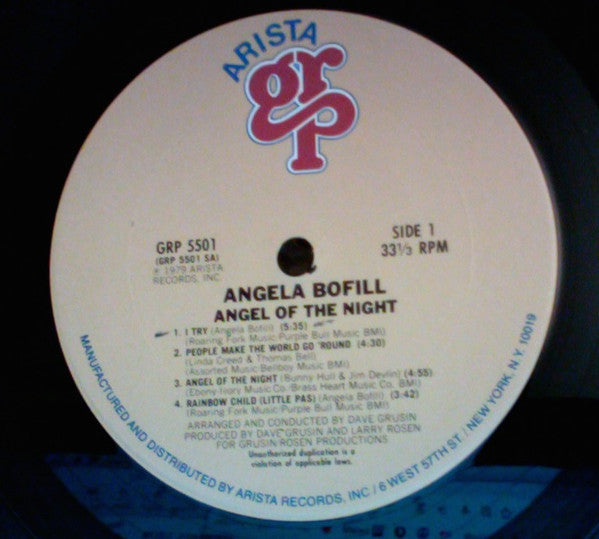 ARISTA
grp
GRP 5501
(GRP 5501 SA)
℗ 1979 ARISTA
RECORDS, INC.
SIDE 1
33⅓ RPM
ANGELA BOFILL
ANGEL OF THE NIGHT
1. I TRY (Angela Bofill) (5:35)
(Roaring Fork Music/Purple Bull Music BMI)
2. PEOPLE MAKE THE WORLD GO 'ROUND (4:30)
(Linda Creed & Thomas Bell)
(Assorted Music/Bellboy Music BMI)
3. ANGEL OF THE NIGHT (Bunny Hull & Jim Devlin) (4:55)
(Ebony-Ivory Music Co./Brass Heart Music Co. BMI)
4. RAINBOW CHILD (LITTLE PAS) (Angela Bofill) (3:42)
(Roaring Fork Music/Purple Bull Music BMI)
ARRANGED AND CONDUCTED BY DAVE GRUSIN
PRODUCED BY DAVE GRUSIN AND LARRY ROSEN
FOR GRUSIN ROSEN PRODUCTIONS
Unauthorized duplication is a
violation of applicable laws.
MANUFACTURED AND DISTRIBUTED BY ARISTA RECORDS, INC / 6 WEST 57TH ST. / NEW YORK, N.Y. 10019